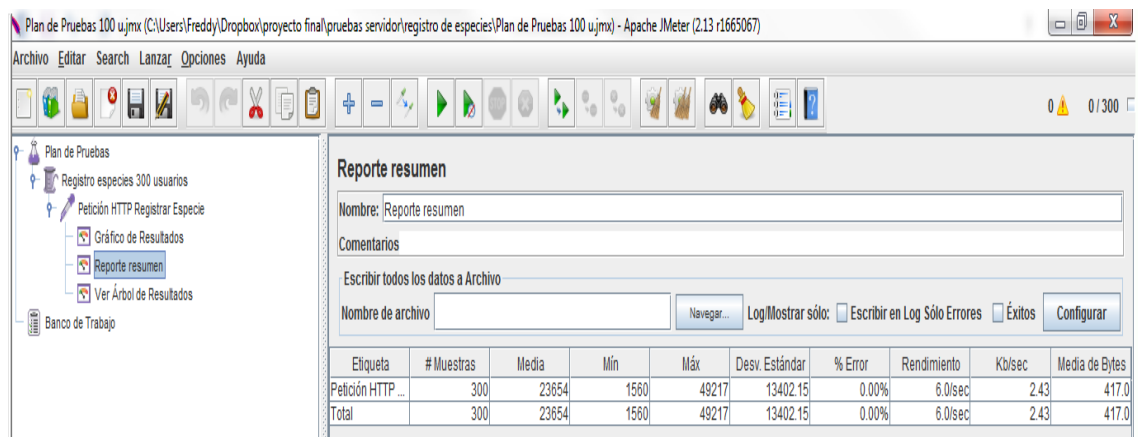 Plan de Pruebas 100 u.jmx (C:\Users\Freddy\Dropbox\proyecto final\pruebas servidor\registro de especies\Plan de Pruebas 100 u.jmx) - Apache JMeter (2.13 r1665067)
Archivo Editar Search Lanzar Opciones Ayuda
0 0 / 300
Plan de Pruebas
Registro especies 300 usuarios
Petición HTTP Registrar Especie
Gráfico de Resultados
Reporte resumen
Ver Árbol de Resultados
Banco de Trabajo
Reporte resumen
Nombre: Reporte resumen
Comentarios
Escribir todos los datos a Archivo
Nombre de archivo Navegar... Log/Mostrar sólo: Escribir en Log Sólo Errores Éxitos Configurar
Etiqueta # Muestras Media Mín Máx Desv. Estándar % Error Rendimiento Kb/sec Media de Bytes
Petición HTTP ... 300 23654 1560 49217 13402.15 0.00% 6.0/sec 2.43 417.0
Total 300 23654 1560 49217 13402.15 0.00% 6.0/sec 2.43 417.0